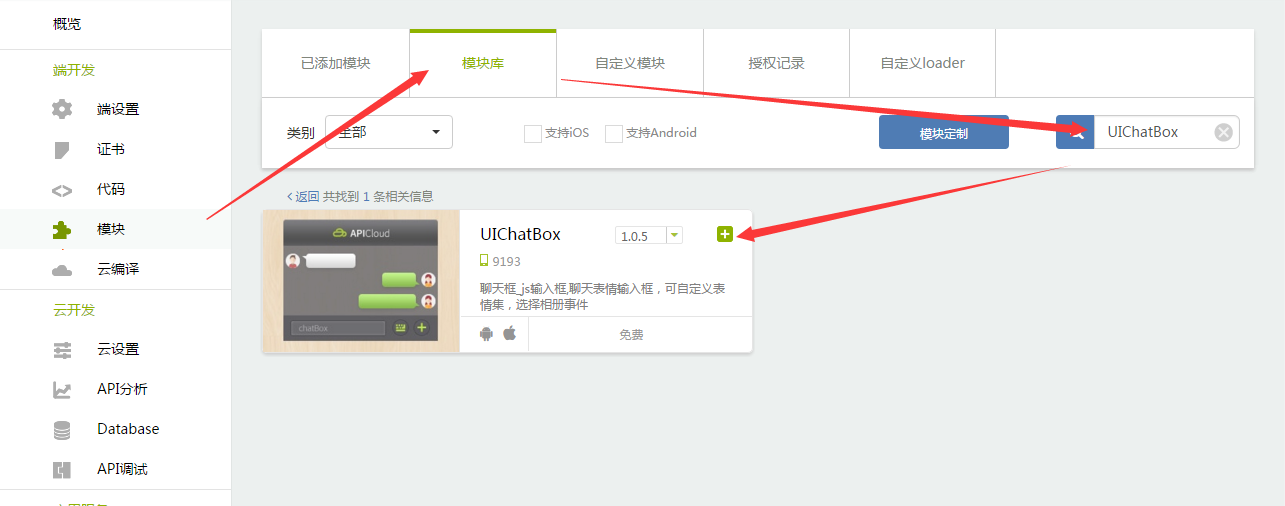 概览
端开发
端设置
证书
代码
模块
云编译
云开发
云设置
API分析
Database
API调试
已添加模块
模块库
自定义模块
授权记录
自定义loader
类别
全部
支持iOS
支持Android
模块定制
UIChatBox
返回 共找到 1 条相关信息
APICloud
chatBox
UIChatBox
1.0.5
9193
聊天框_js输入框,聊天表情输入框，可自定义表
情集，选择相册事件
免费